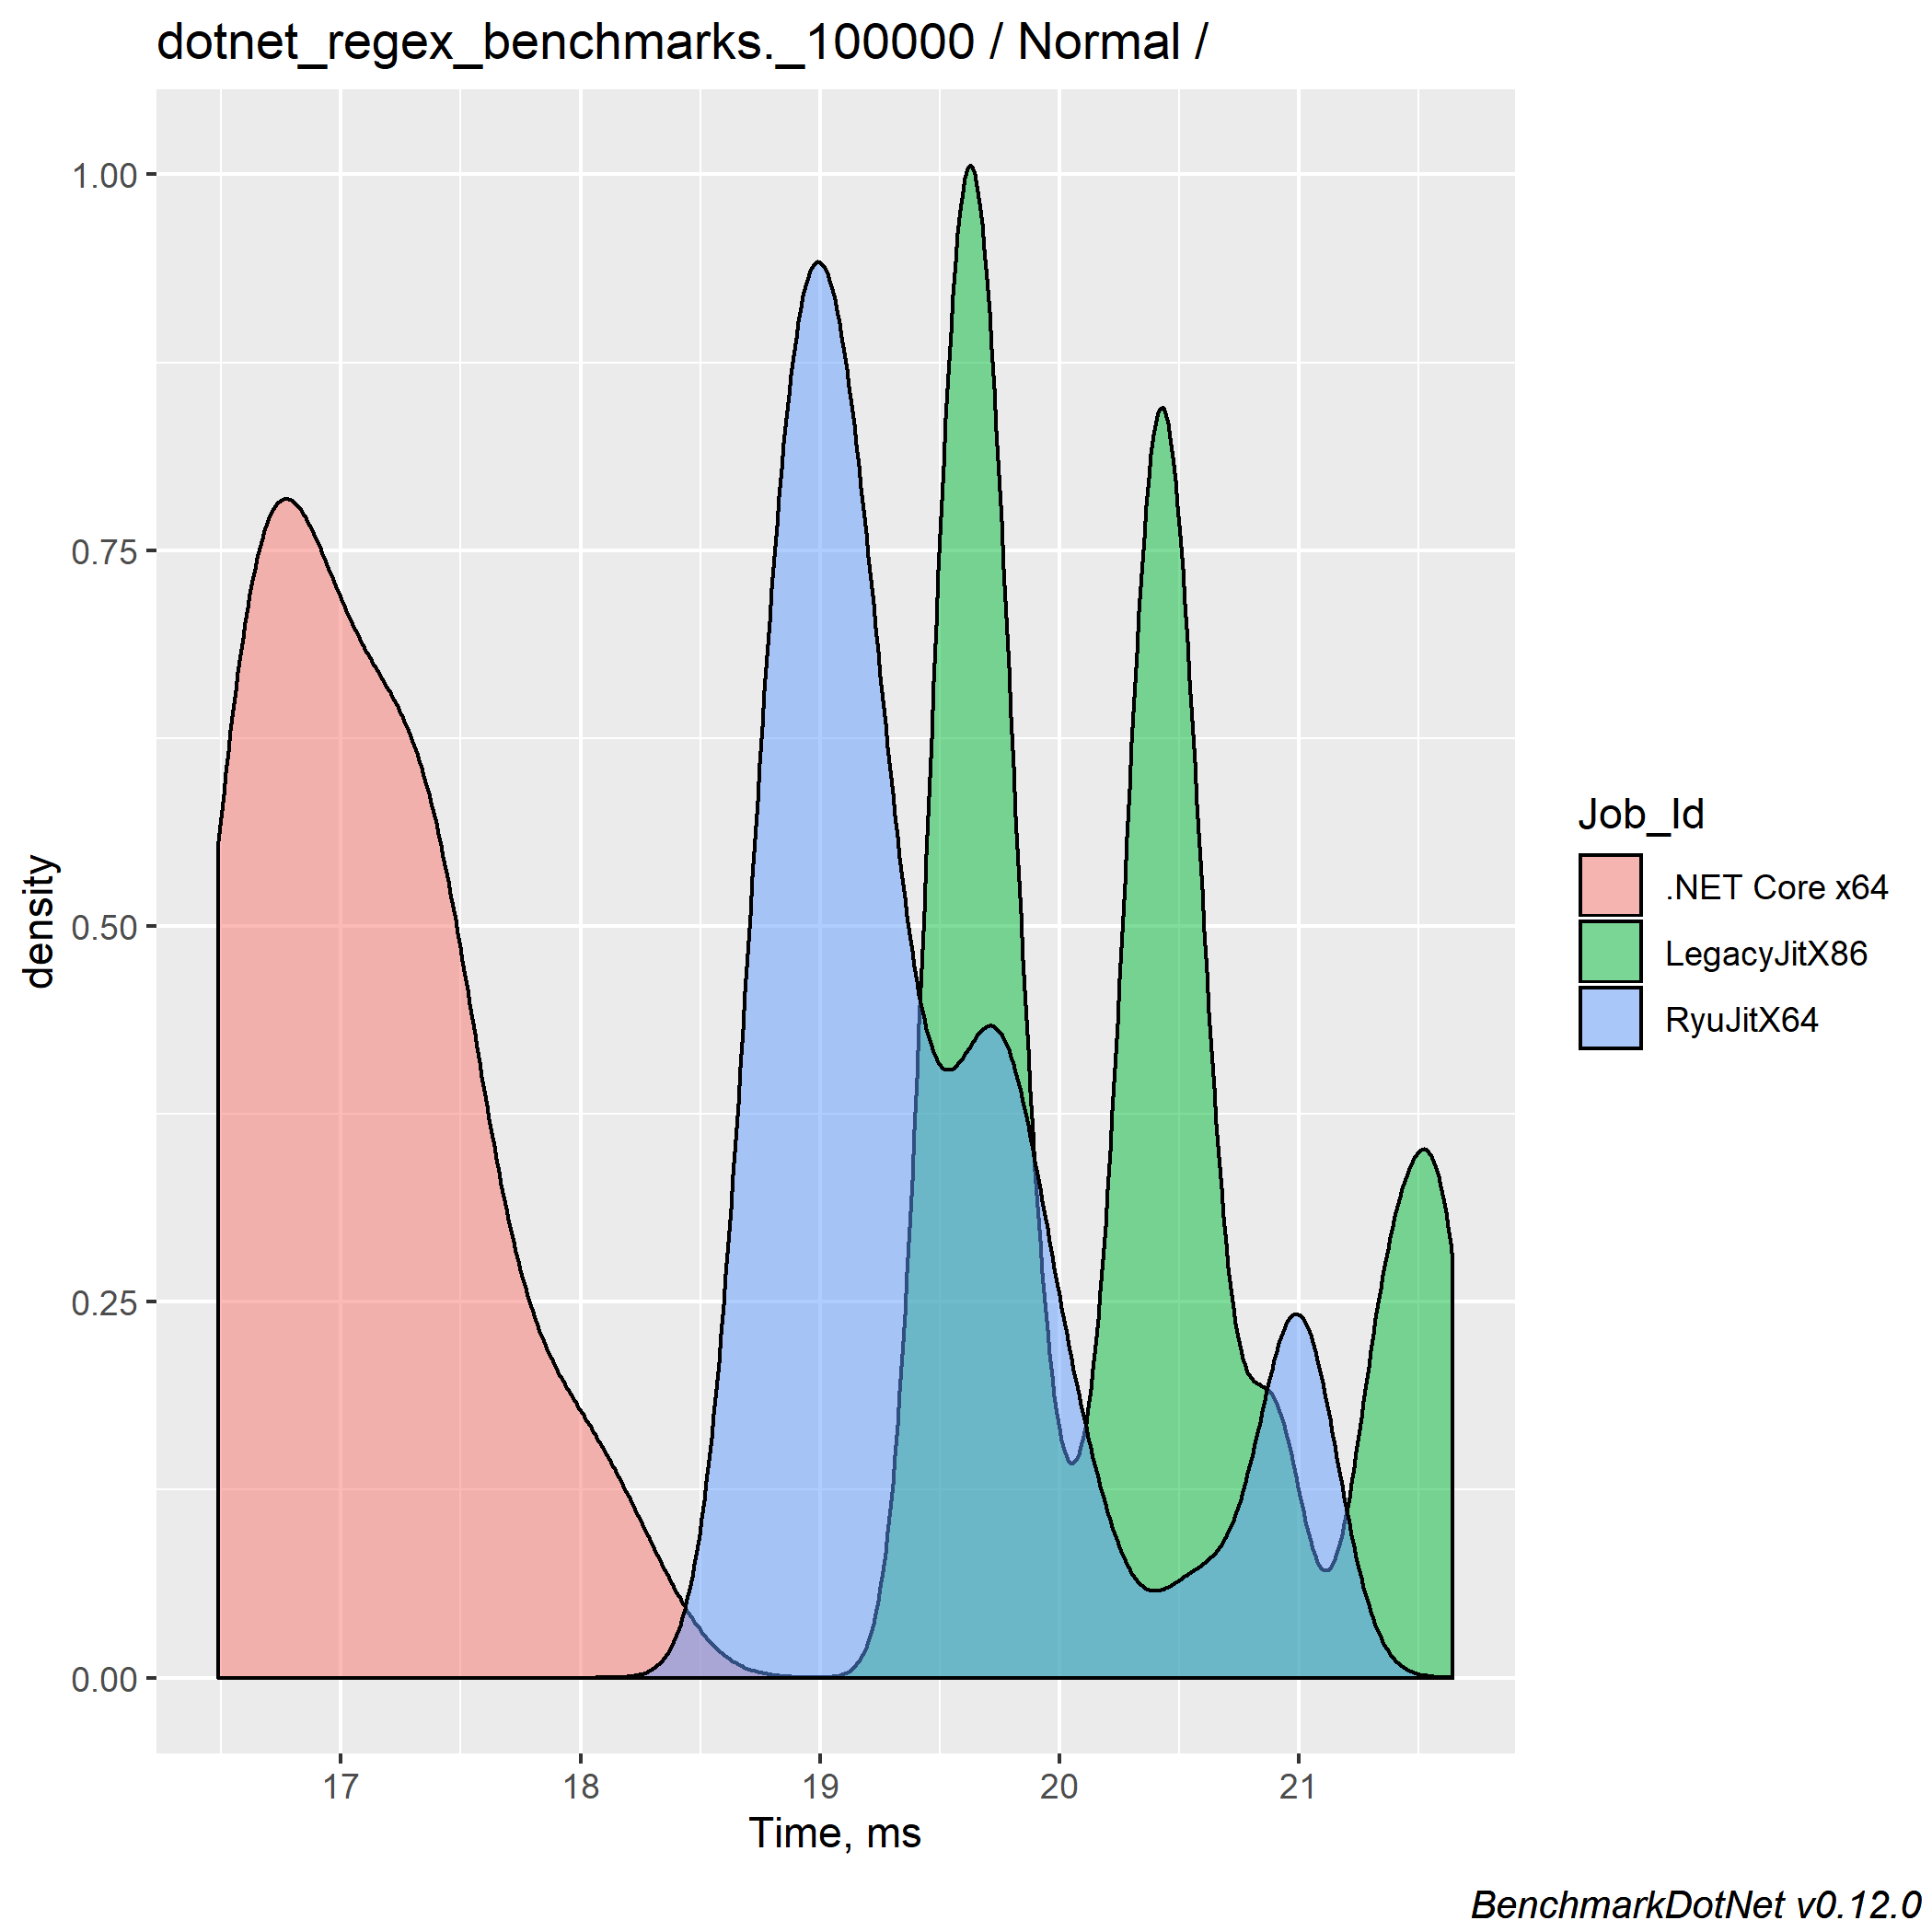 dotnet_regex_benchmarks._100000 / Normal /
1.00
0.75
0.50
0.25
0.00
density
17 18 19 20 21
Time, ms
Job_Id
.NET Core x64
LegacyJitX86
RyuJitX64
BenchmarkDotNet v0.12.0